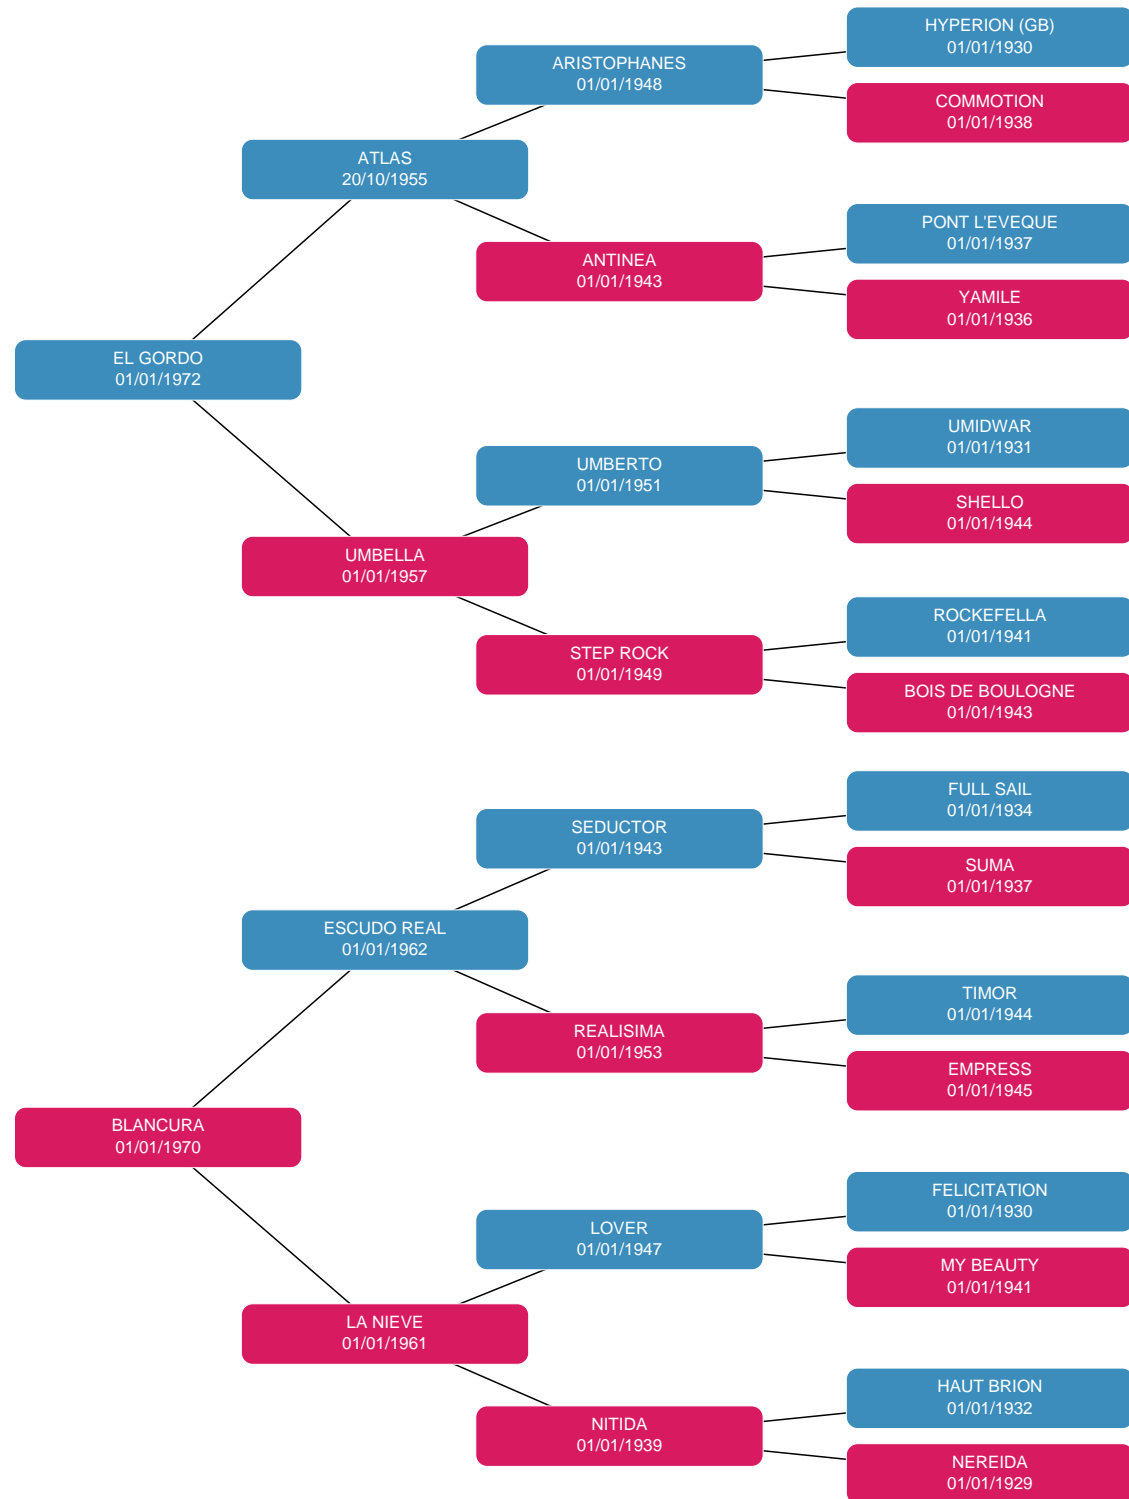 HYPERION (GB)
01/01/1930
ARISTOPHANES
01/01/1948
COMMOTION
01/01/1938
ATLAS
20/10/1955
PONT L'EVEQUE
01/01/1937
ANTINEA
01/01/1943
YAMILE
01/01/1936
EL GORDO
01/01/1972
UMIDWAR
01/01/1931
UMBERTO
01/01/1951
SHELLO
01/01/1944
UMBELLA
01/01/1957
ROCKEFELLA
01/01/1941
STEP ROCK
01/01/1949
BOIS DE BOULOGNE
01/01/1943
FULL SAIL
01/01/1934
SEDUCTOR
01/01/1943
SUMA
01/01/1937
ESCUDO REAL
01/01/1962
TIMOR
01/01/1944
REALISIMA
01/01/1953
EMPRESS
01/01/1945
BLANCURA
01/01/1970
FELICITATION
01/01/1930
LOVER
01/01/1947
MY BEAUTY
01/01/1941
LA NIEVE
01/01/1961
HAUT BRION
01/01/1932
NITIDA
01/01/1939
NEREIDA
01/01/1929